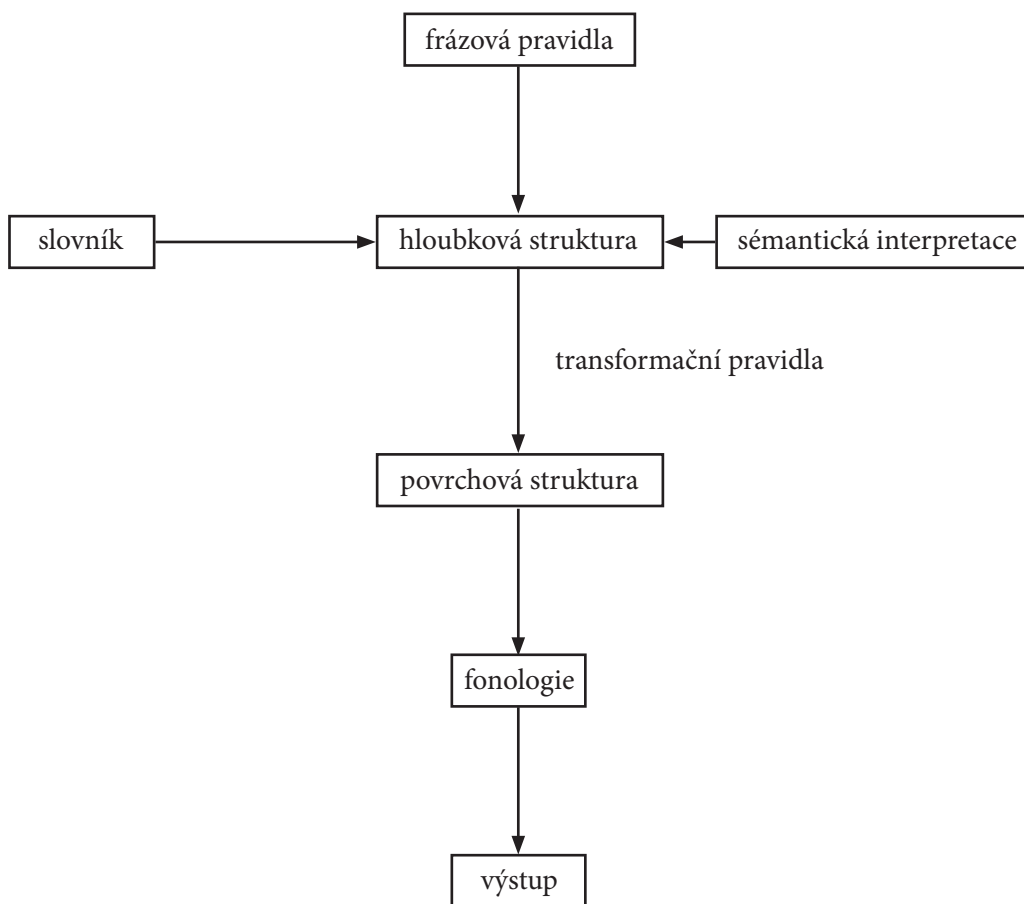 frázová pravidla
slovník
hloubková struktura
sémantická interpretace
transformační pravidla
povrchová struktura
fonologie
výstup